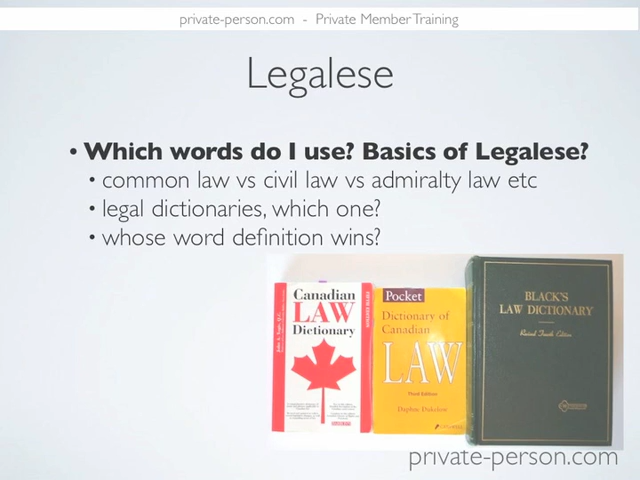 private-person.com - Private Member Training
Legalese
• Which words do I use? Basics of Legalese?
• common law vs civil law vs admiralty law etc
• legal dictionaries, which one?
• whose word definition wins?
Canadian
LAW
Dictionary
Pocket
Dictionary of
Canadian
LAW
Third Edition
Daphne Dukelow
BLACK'S
LAW DICTIONARY
Revised Fourth Edition
private-person.com